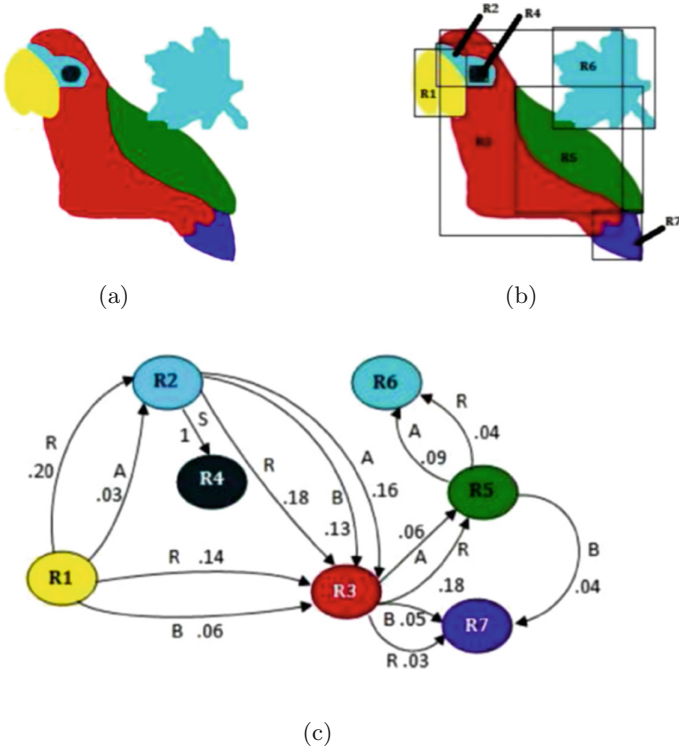 R2
R4
R6
R1
R3
R5
R7
(a)
(b)
R2
R6
R
A
S
1
R
.04
R
.20
A
.09
R4
R
A
A
.03
.18
B
.16
R5
.13
.06
R1
R .14
A
R
B
R3
.18
.04
B .06
B .05
R7
R .03
(c)